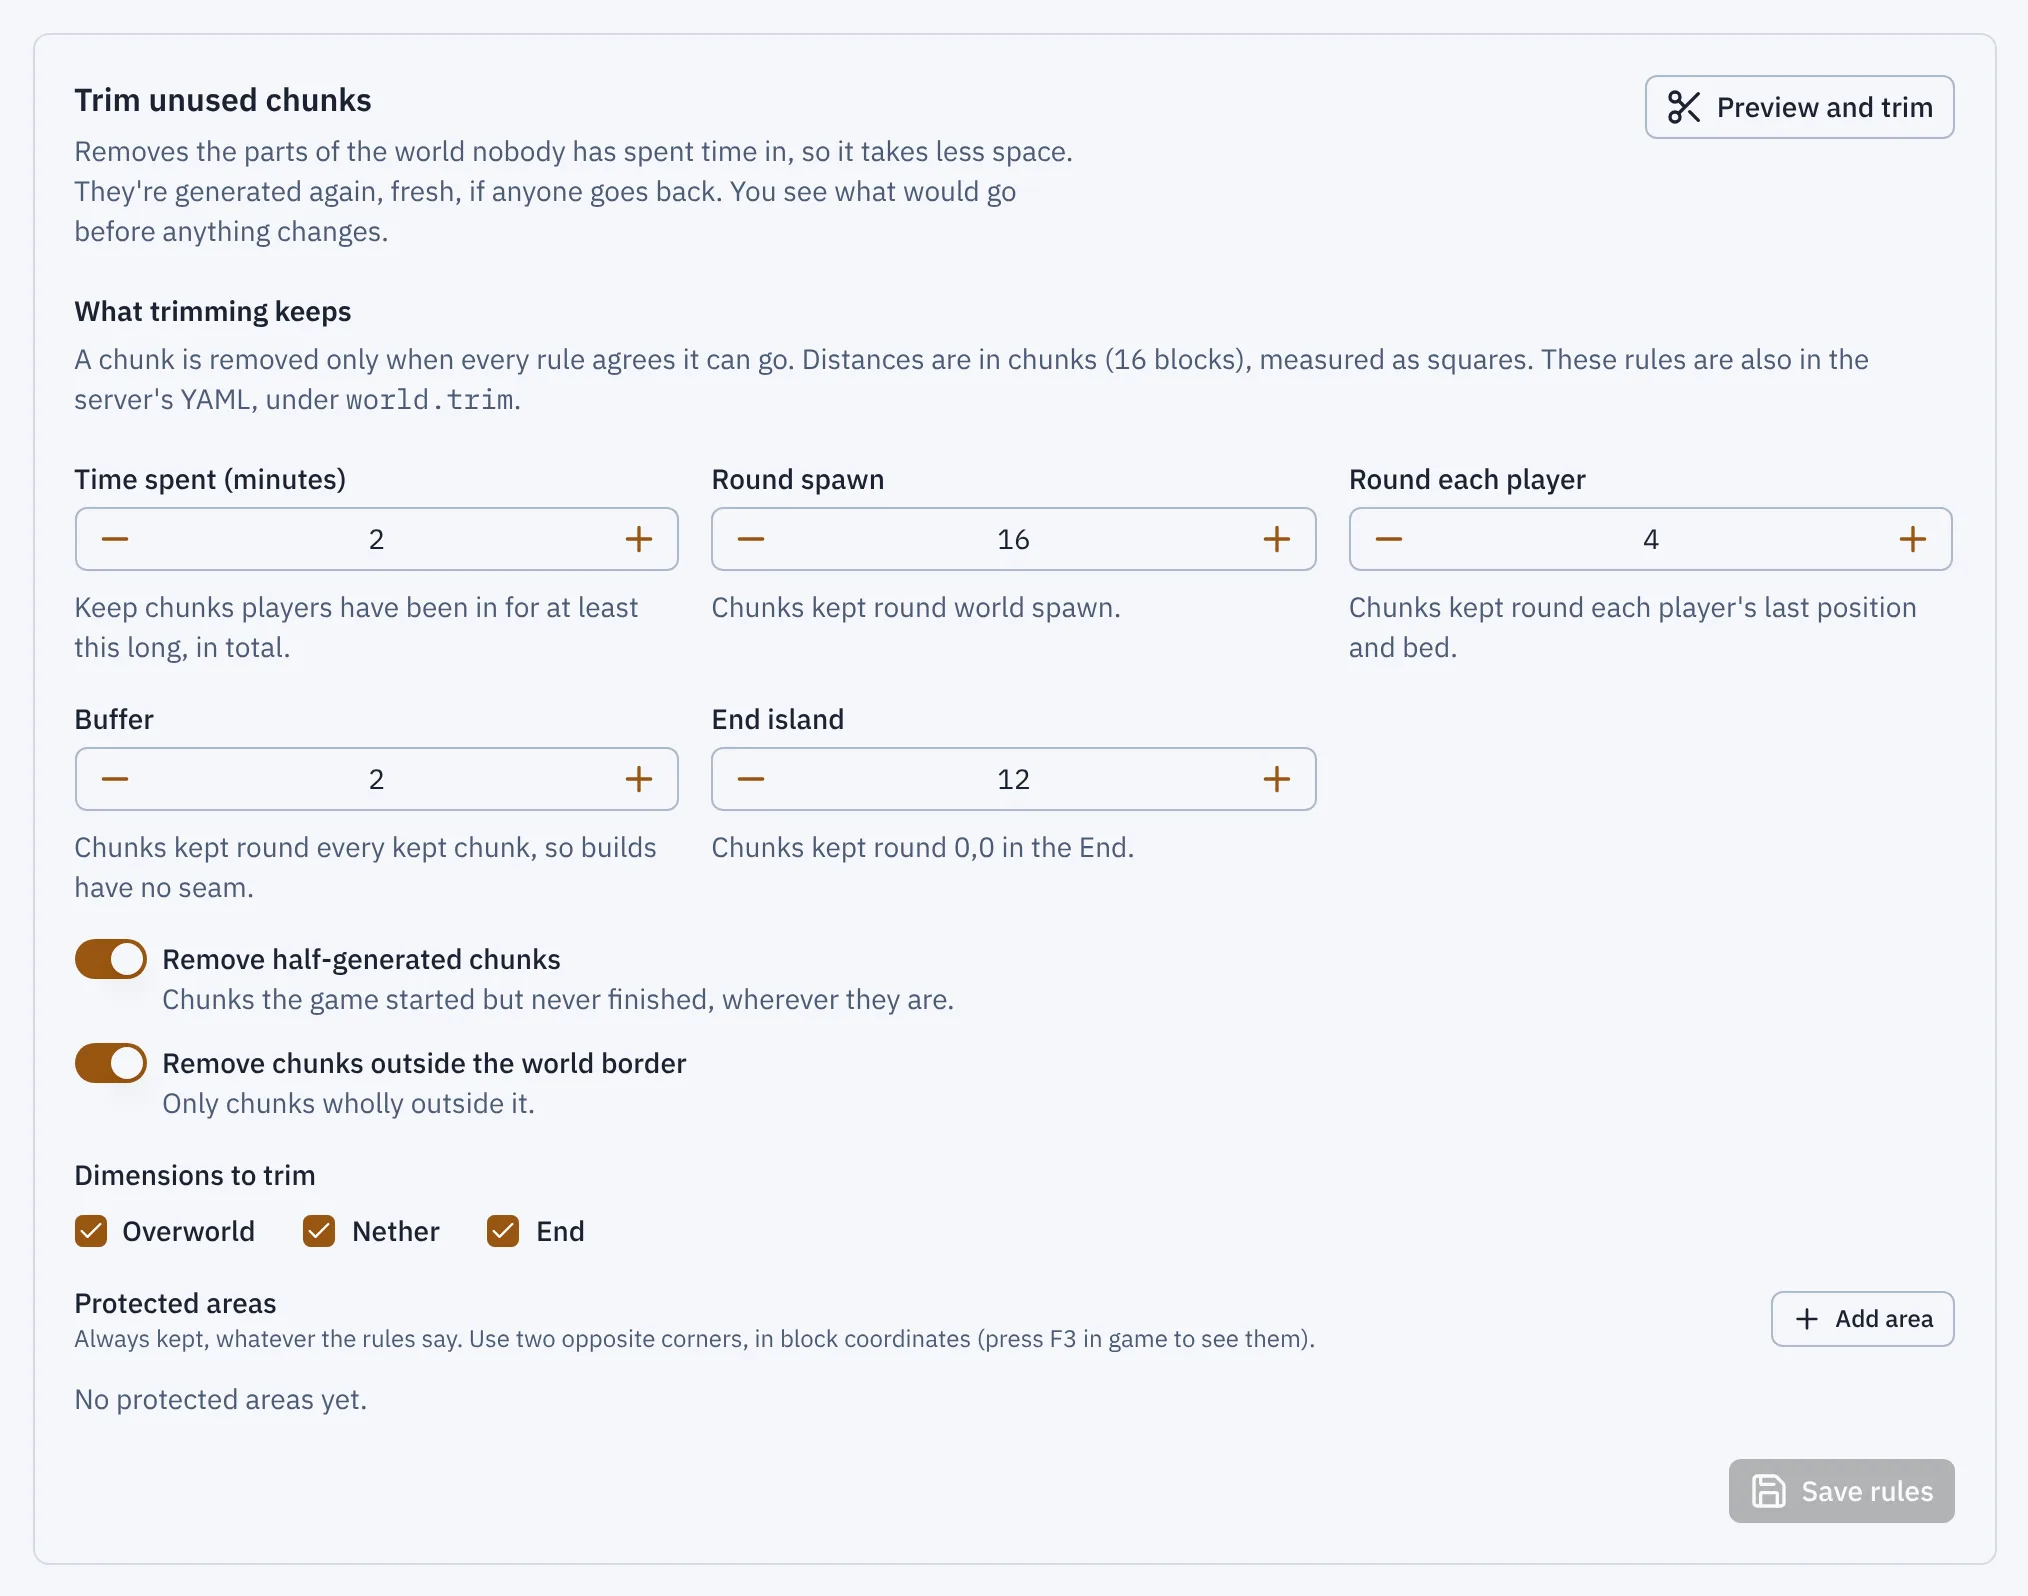 Trim unused chunks
Preview and trim
Removes the parts of the world nobody has spent time in, so it takes less space.
They're generated again, fresh, if anyone goes back. You see what would go
before anything changes.
What trimming keeps
A chunk is removed only when every rule agrees it can go. Distances are in chunks (16 blocks), measured as squares. These rules are also in the
server's YAML, under world.trim.
Time spent (minutes)
2
Keep chunks players have been in for at least
this long, in total.
Round spawn
16
Chunks kept round world spawn.
Round each player
4
Chunks kept round each player's last position
and bed.
Buffer
2
Chunks kept round every kept chunk, so builds
have no seam.
End island
12
Chunks kept round 0,0 in the End.
Remove half-generated chunks
Chunks the game started but never finished, wherever they are.
Remove chunks outside the world border
Only chunks wholly outside it.
Dimensions to trim
Overworld
Nether
End
Protected areas
Always kept, whatever the rules say. Use two opposite corners, in block coordinates (press F3 in game to see them).
Add area
No protected areas yet.
Save rules